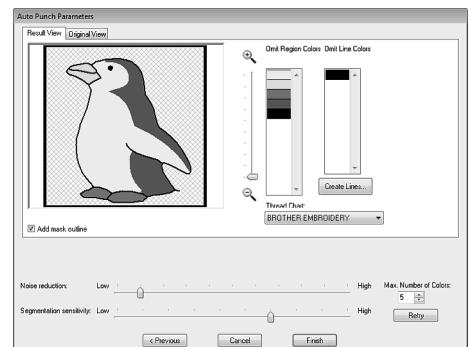 Auto Punch Parameters
Result View Original View
Omit Region Colors Omit Line Colors
Create Lines...
Thread Chart:
BROTHER EMBROIDERY
Add mask outline
Noise reduction: Low High Max. Number of Colors:
5
Segmentation sensitivity: Low High Retry
< Previous Cancel Finish